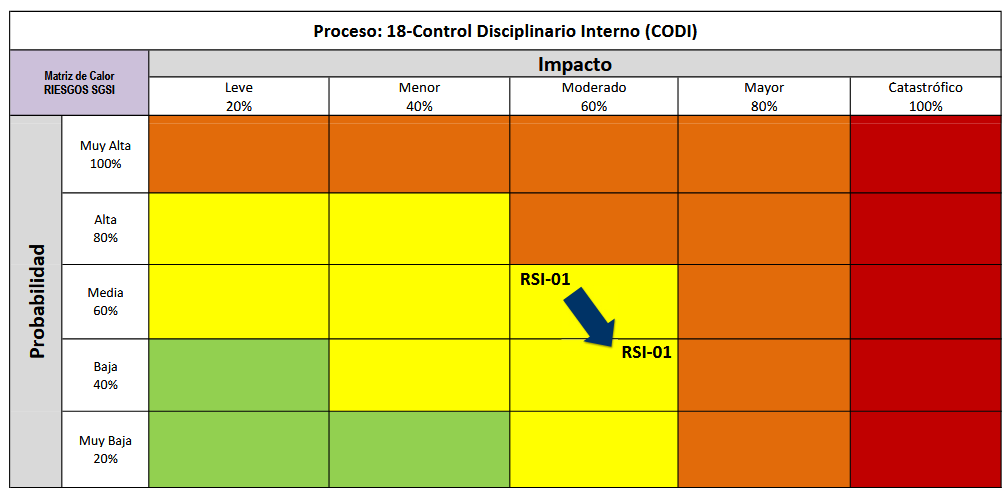 Proceso: 18-Control Disciplinario Interno (CODI)
Matriz de Calor
RIESGOS SGSI
Impacto
Leve
20%
Menor
40%
Moderado
60%
Mayor
80%
Catastrófico
100%
Probabilidad
Muy Alta
100%
Alta
80%
Media
60%
RSI-01
Baja
40%
RSI-01
Muy Baja
20%